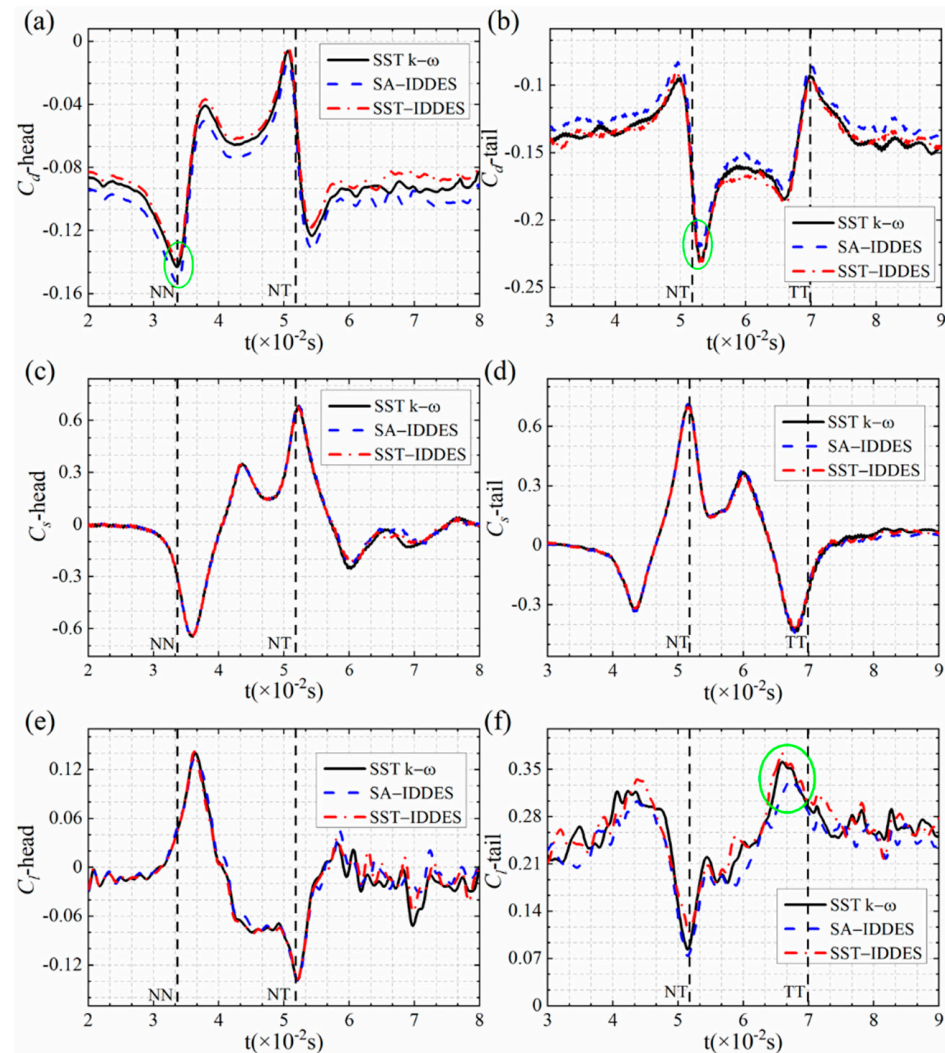 (a)
0
-0.04
-0.08
-0.12
-0.16
C_d-head
SST k-ω
SA-IDDES
SST-IDDES
NN
NT
2 3 4 5 6 7 8
t(×10⁻²s)
(b)
-0.1
-0.15
-0.2
-0.25
C_d-tail
SST k-ω
SA-IDDES
SST-IDDES
NT
TT
3 4 5 6 7 8 9
t(×10⁻²s)
(c)
0.6
0.3
0
-0.3
-0.6
C_s-head
SST k-ω
SA-IDDES
SST-IDDES
NN
NT
2 3 4 5 6 7 8
t(×10⁻²s)
(d)
0.6
0.3
0
-0.3
C_s-tail
SST k-ω
SA-IDDES
SST-IDDES
NT
TT
3 4 5 6 7 8 9
t(×10⁻²s)
(e)
0.12
0.06
0
-0.06
-0.12
C_l-head
SST k-ω
SA-IDDES
SST-IDDES
NN
NT
2 3 4 5 6 7 8
t(×10⁻²s)
(f)
0.35
0.28
0.21
0.14
0.07
0
C_l-tail
SST k-ω
SA-IDDES
SST-IDDES
NT
TT
3 4 5 6 7 8 9
t(×10⁻²s)